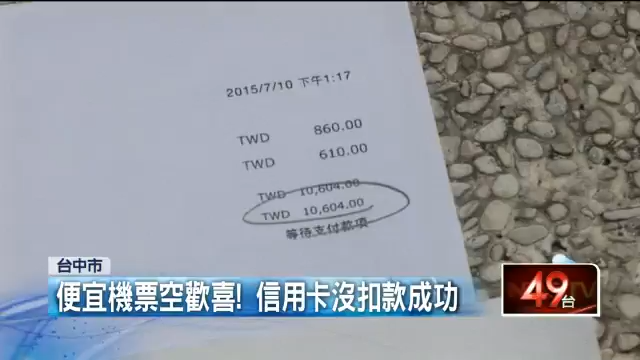 2015/7/10 下午1:17
TWD 860.00
TWD 610.00
TWD 10,604.00
TWD 10,604.00
等待支付款項
台中市
便宜機票空歡喜! 信用卡沒扣款成功
49台